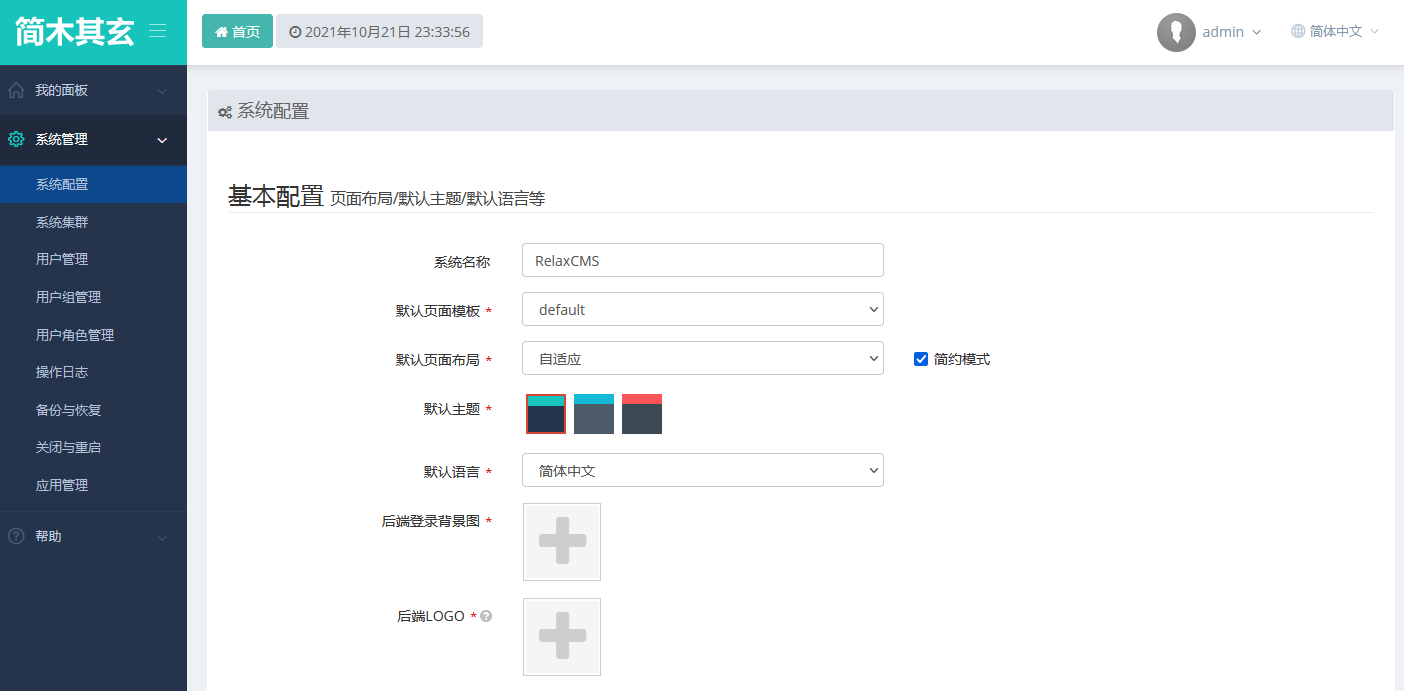 简木其玄
首页
2021年10月21日 23:33:56
admin
简体中文
我的面板
系统管理
系统配置
系统集群
用户管理
用户组管理
用户角色管理
操作日志
备份与恢复
关闭与重启
应用管理
帮助
系统配置
基本配置 页面布局/默认主题/默认语言等
系统名称 RelaxCMS
默认页面模板 * default
默认页面布局 * 自适应 简约模式
默认主题 *
默认语言 * 简体中文
后端登录背景图 *
后端LOGO *